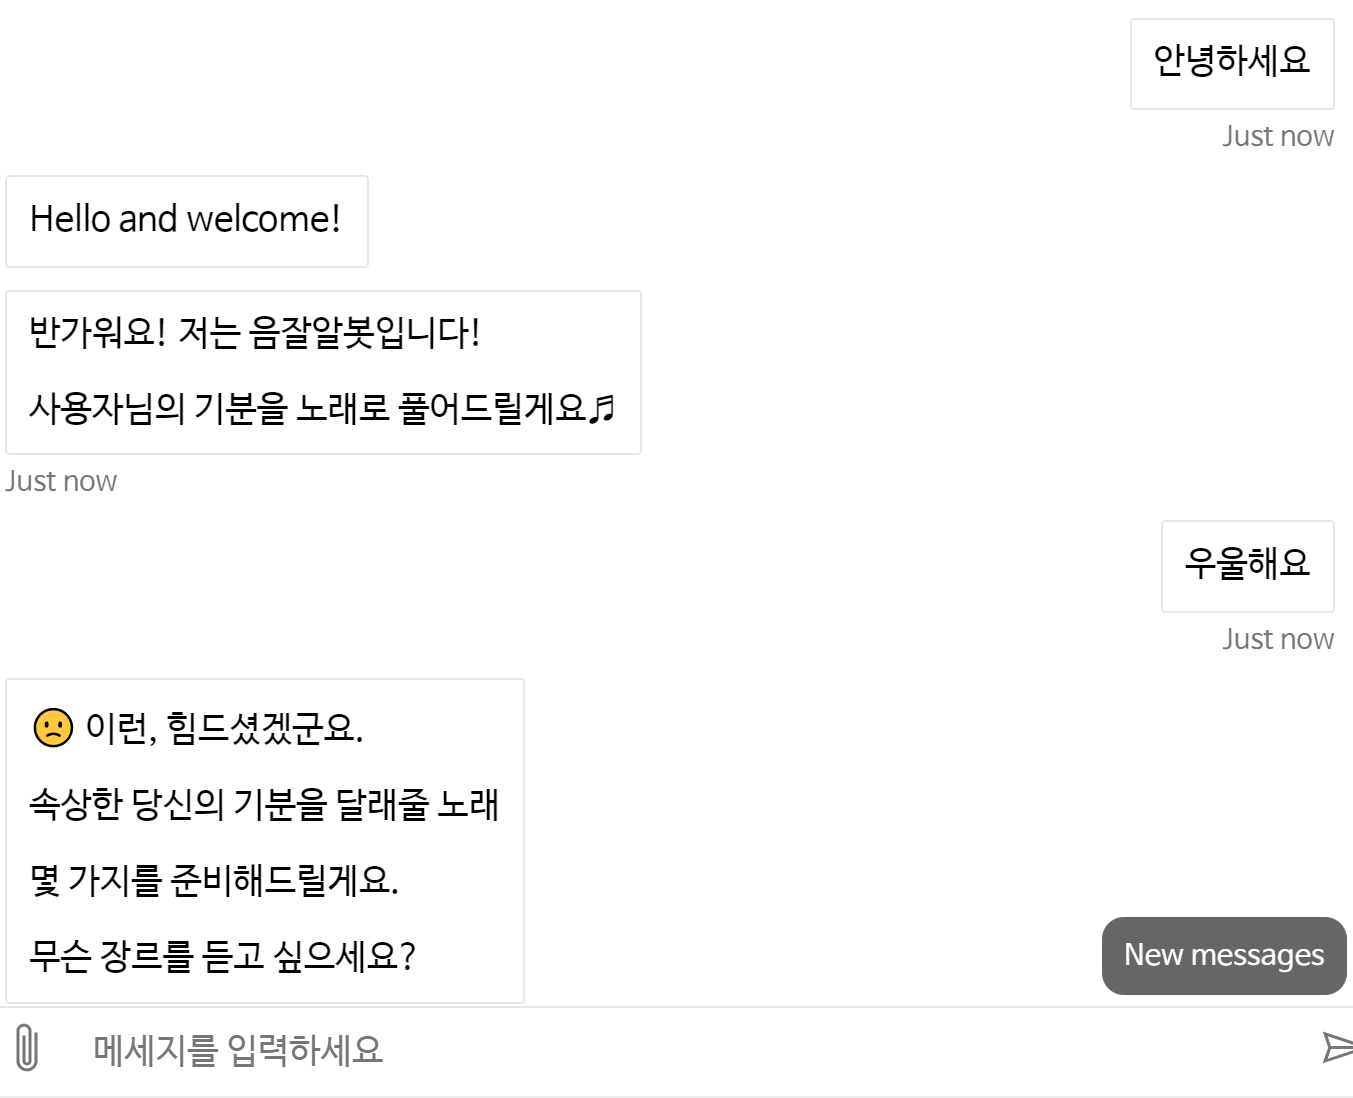 안녕하세요
Just now
Hello and welcome!
반가워요! 저는 음잘알봇입니다!
사용자님의 기분을 노래로 풀어드릴게요♬
Just now
우울해요
Just now
🙁 이런, 힘드셨겠군요.
속상한 당신의 기분을 달래줄 노래
몇 가지를 준비해드릴게요.
무슨 장르를 듣고 싶으세요?
New messages
메세지를 입력하세요